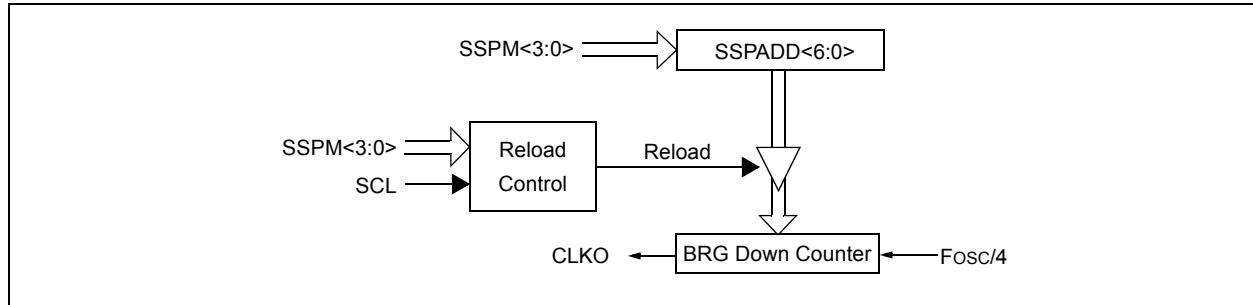 SSPM<3:0>
SSPADD<6:0>
SSPM<3:0>
Reload
Control
Reload
SCL
CLKO
BRG Down Counter
FOSC/4